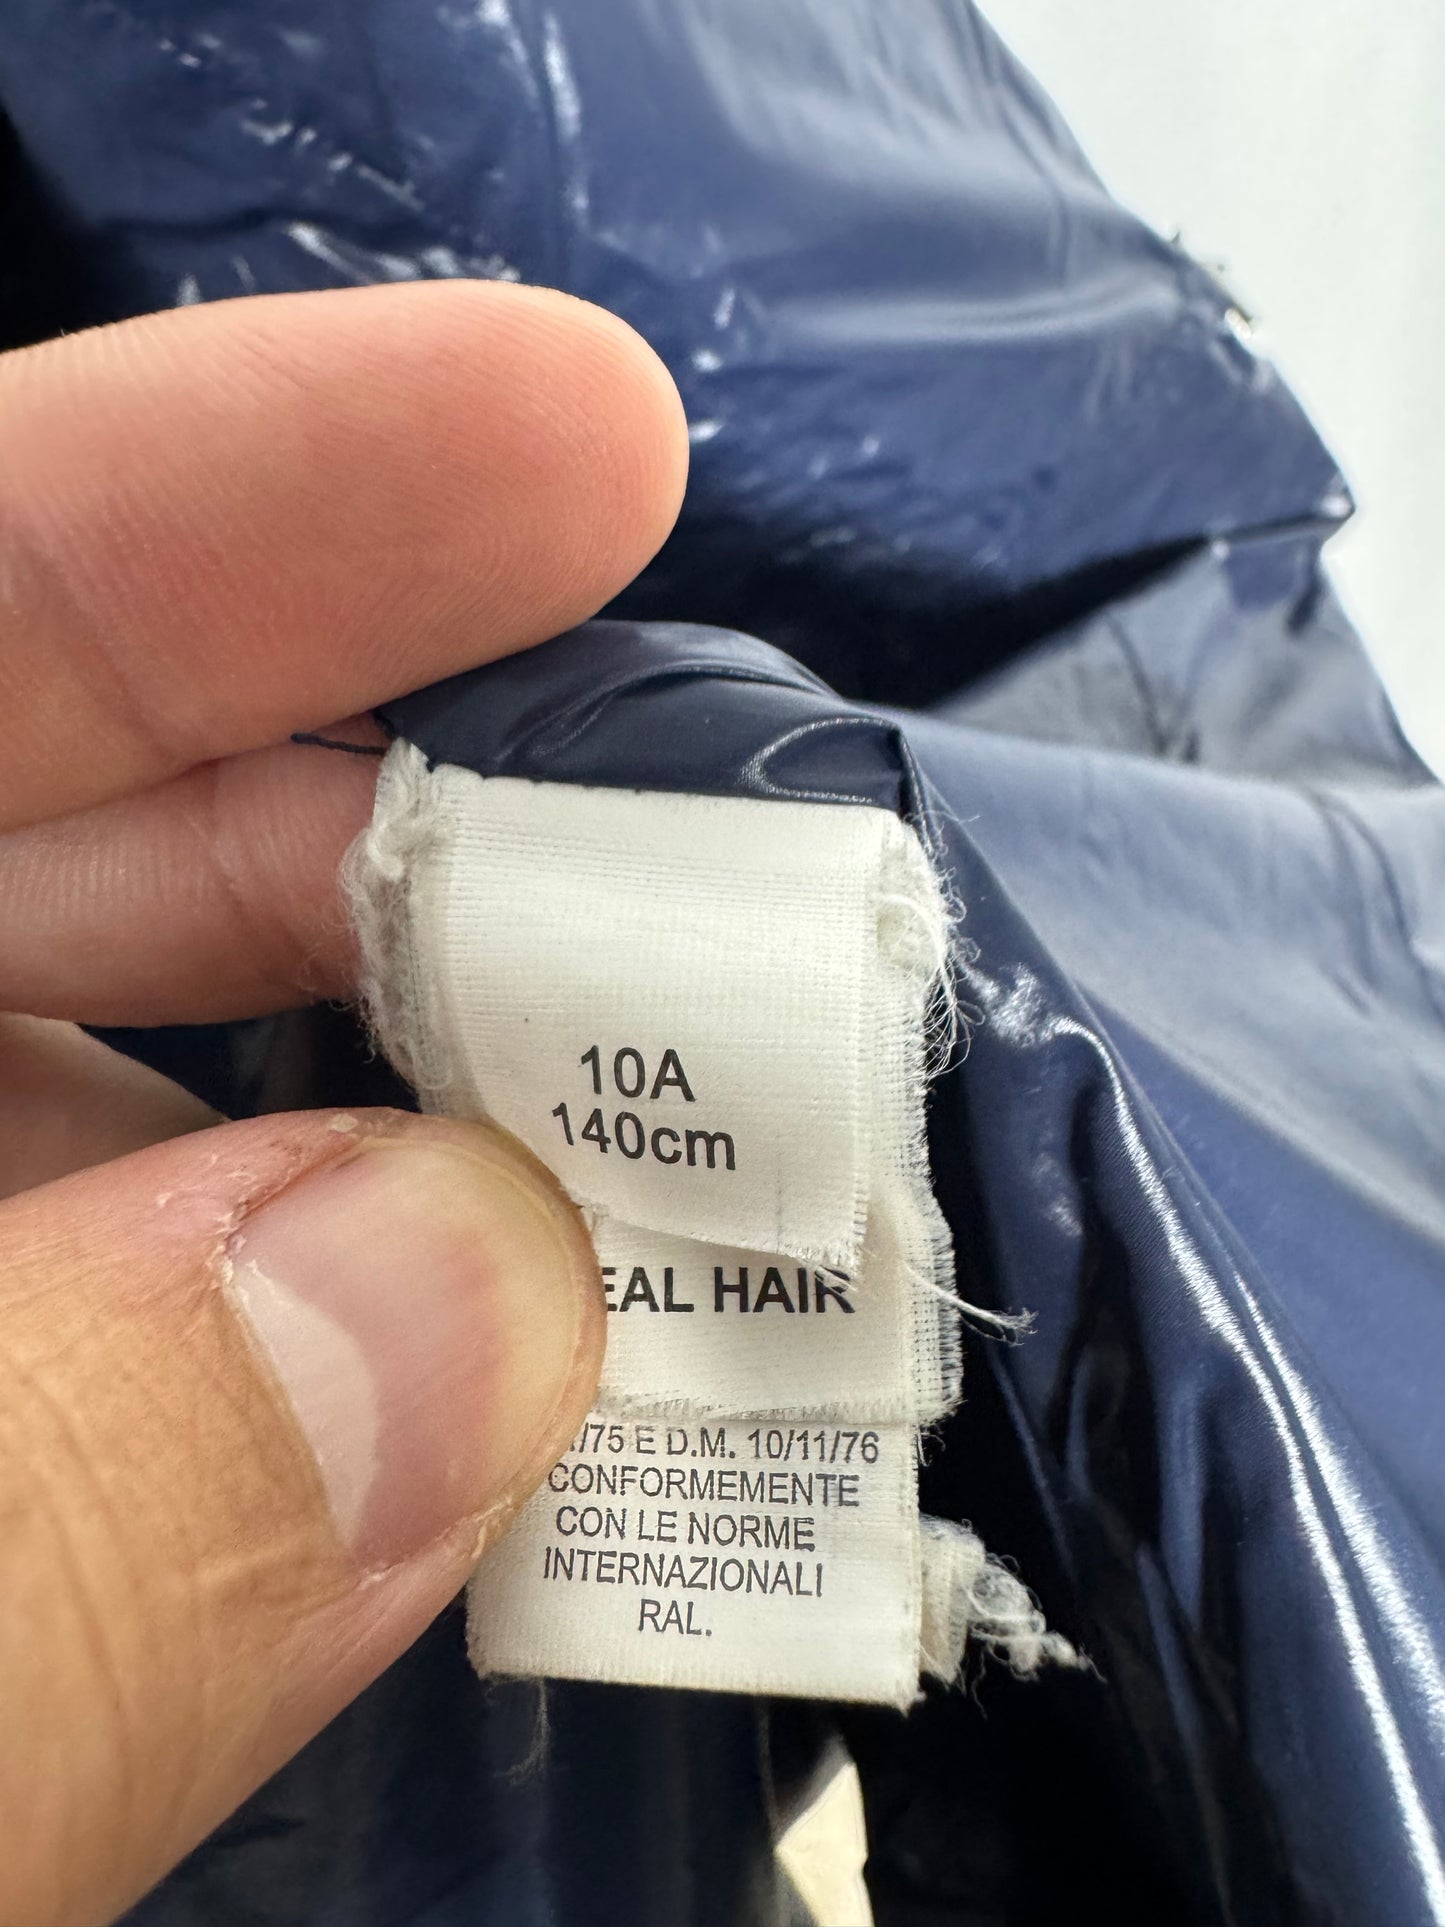 10A
140cm
EAL HAIR
/75 E D.M. 10/11/76
CONFORMEMENTE
CON LE NORME
INTERNAZIONALI
RAL.